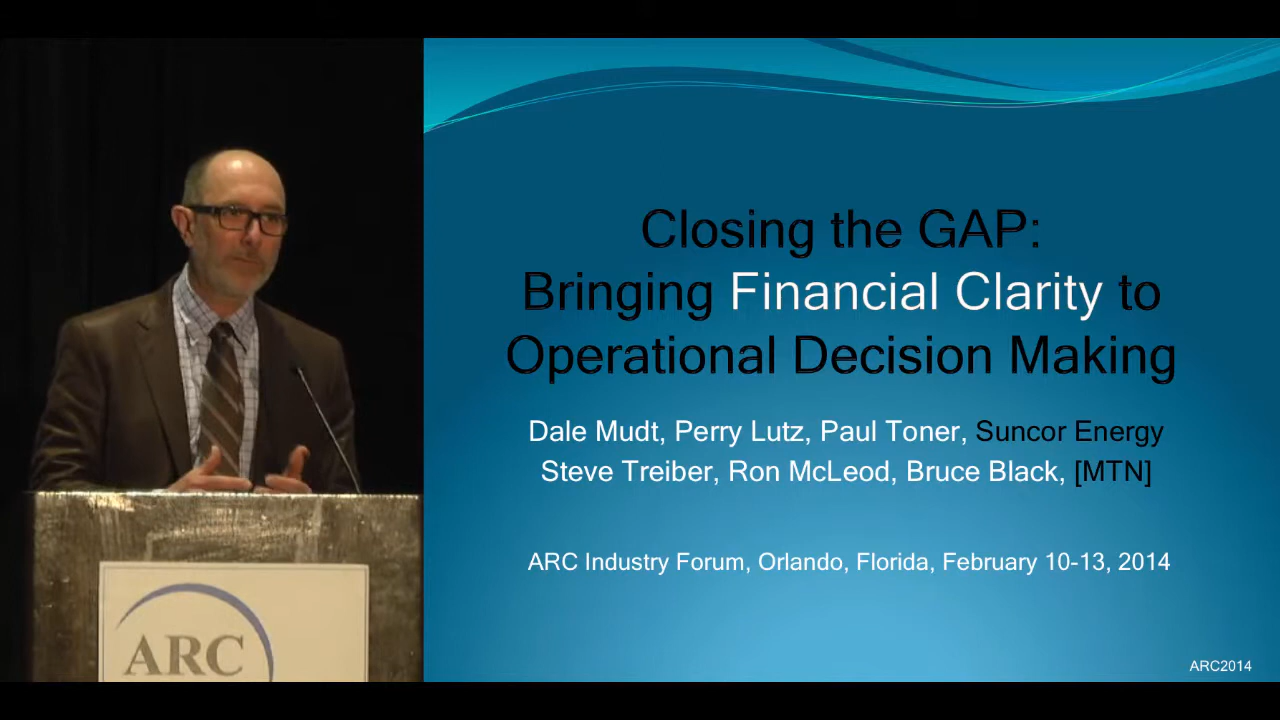 Closing the GAP:
Bringing Financial Clarity to
Operational Decision Making
Dale Mudt, Perry Lutz, Paul Toner, Suncor Energy
Steve Treiber, Ron McLeod, Bruce Black, [MTN]
ARC Industry Forum, Orlando, Florida, February 10-13, 2014
ARC2014
ARC